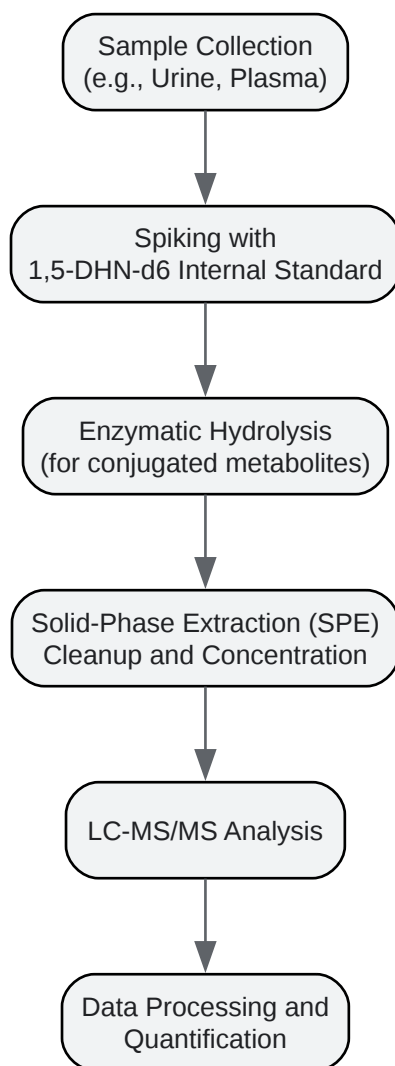 Sample Collection
(e.g., Urine, Plasma)
Spiking with
1,5-DHN-d6 Internal Standard
Enzymatic Hydrolysis
(for conjugated metabolites)
Solid-Phase Extraction (SPE)
Cleanup and Concentration
LC-MS/MS Analysis
Data Processing and
Quantification